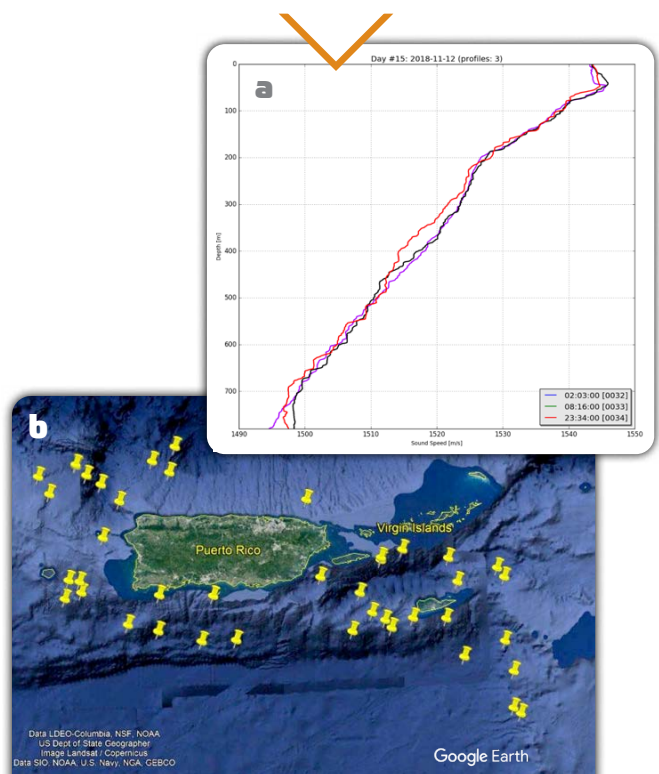 a
Day #15: 2018-11-12 (profiles: 3)
0
100
200
300
400
500
600
700
Depth [m]
1490
1500
1510
1520
1530
1540
1550
Sound Speed [m/s]
02:03:00 [0032]
08:16:00 [0033]
23:34:00 [0034]
b
Virgin Islands
Puerto Rico
Data LDEO-Columbia, NSF, NOAA
US Dept of State Geographer
Image Landsat / Copernicus
Data SIO, NOAA, U.S. Navy, NGA, GEBCO
Google Earth